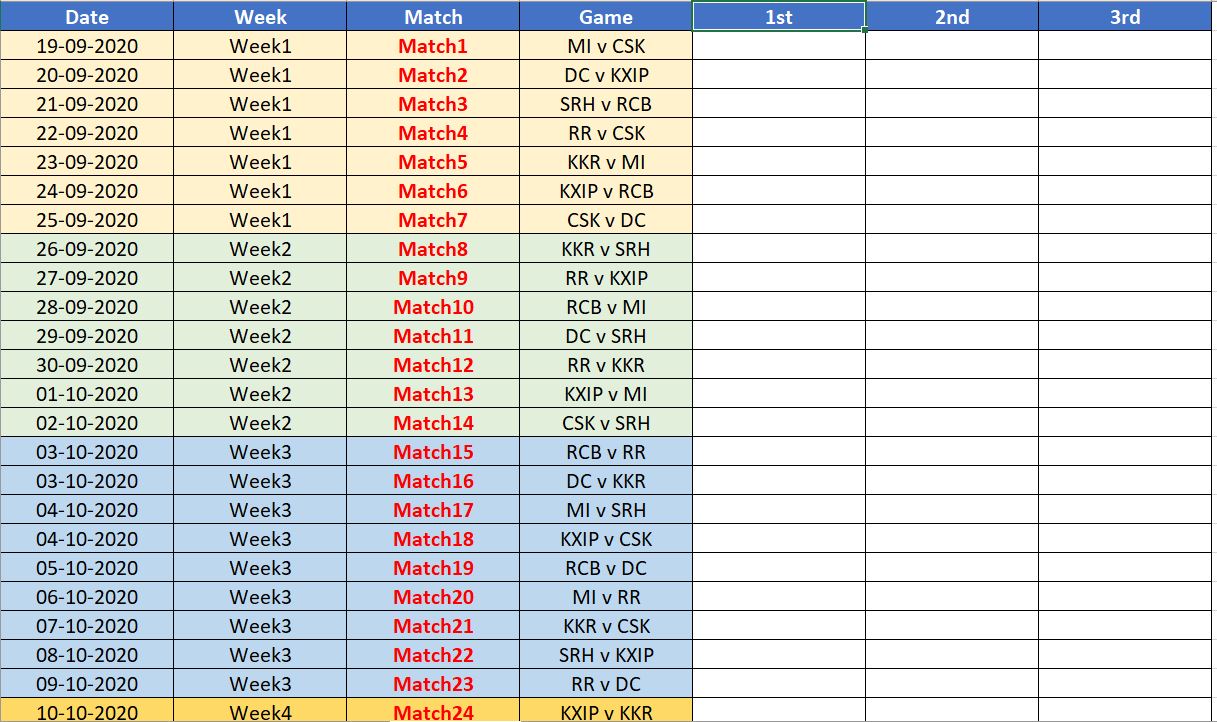 Date Week Match Game 1st 2nd 3rd
19-09-2020 Week1 Match1 MI v CSK
20-09-2020 Week1 Match2 DC v KXIP
21-09-2020 Week1 Match3 SRH v RCB
22-09-2020 Week1 Match4 RR v CSK
23-09-2020 Week1 Match5 KKR v MI
24-09-2020 Week1 Match6 KXIP v RCB
25-09-2020 Week1 Match7 CSK v DC
26-09-2020 Week2 Match8 KKR v SRH
27-09-2020 Week2 Match9 RR v KXIP
28-09-2020 Week2 Match10 RCB v MI
29-09-2020 Week2 Match11 DC v SRH
30-09-2020 Week2 Match12 RR v KKR
01-10-2020 Week2 Match13 KXIP v MI
02-10-2020 Week2 Match14 CSK v SRH
03-10-2020 Week3 Match15 RCB v RR
03-10-2020 Week3 Match16 DC v KKR
04-10-2020 Week3 Match17 MI v SRH
04-10-2020 Week3 Match18 KXIP v CSK
05-10-2020 Week3 Match19 RCB v DC
06-10-2020 Week3 Match20 MI v RR
07-10-2020 Week3 Match21 KKR v CSK
08-10-2020 Week3 Match22 SRH v KXIP
09-10-2020 Week3 Match23 RR v DC
10-10-2020 Week4 Match24 KXIP v KKR